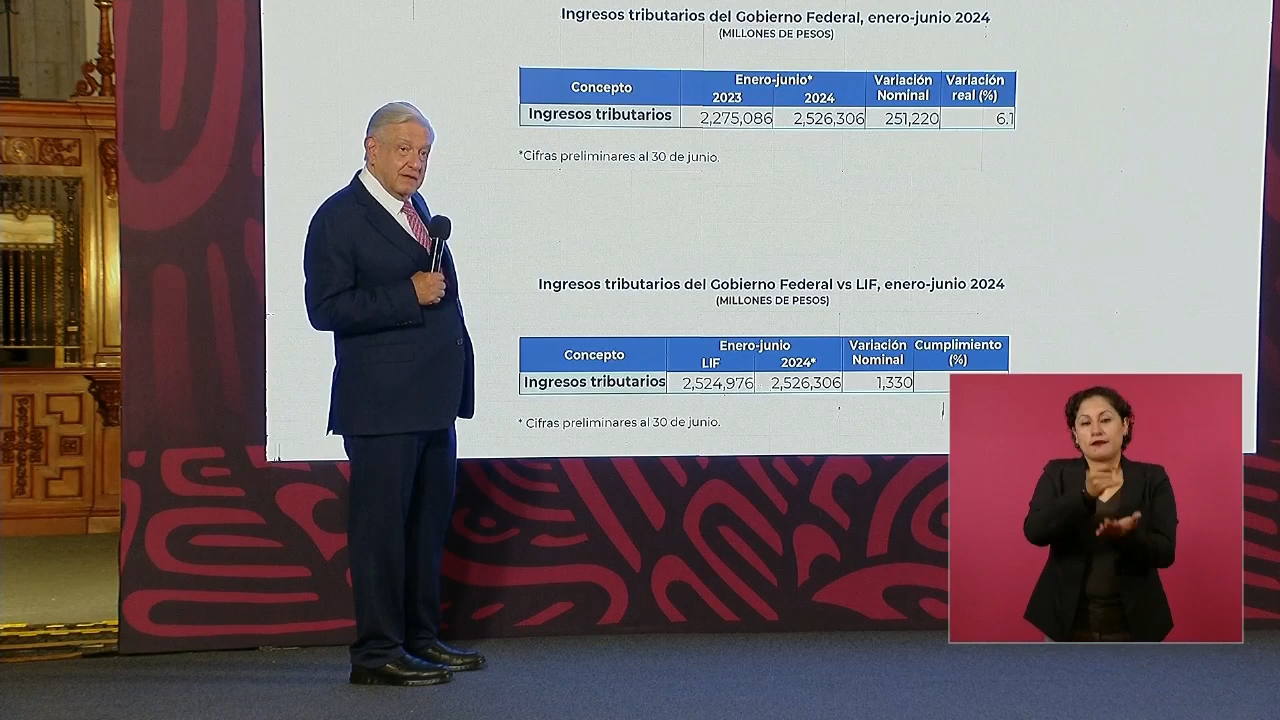 Ingresos tributarios del Gobierno Federal, enero-junio 2024
(MILLONES DE PESOS)
Concepto Enero-junio* Variación Nominal Variación real (%)
2023 2024
Ingresos tributarios 2,275,086 2,526,306 251,220 6.1
*Cifras preliminares al 30 de junio.
Ingresos tributarios del Gobierno Federal vs LIF, enero-junio 2024
(MILLONES DE PESOS)
Concepto Enero-junio Variación Nominal Cumplimiento (%)
LIF 2024*
Ingresos tributarios 2,524,976 2,526,306 1,330
* Cifras preliminares al 30 de junio.